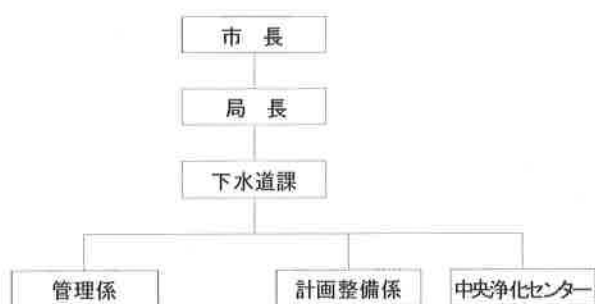 市 長
局 長
下水道課
管理係
計画整備係
中央浄化センター